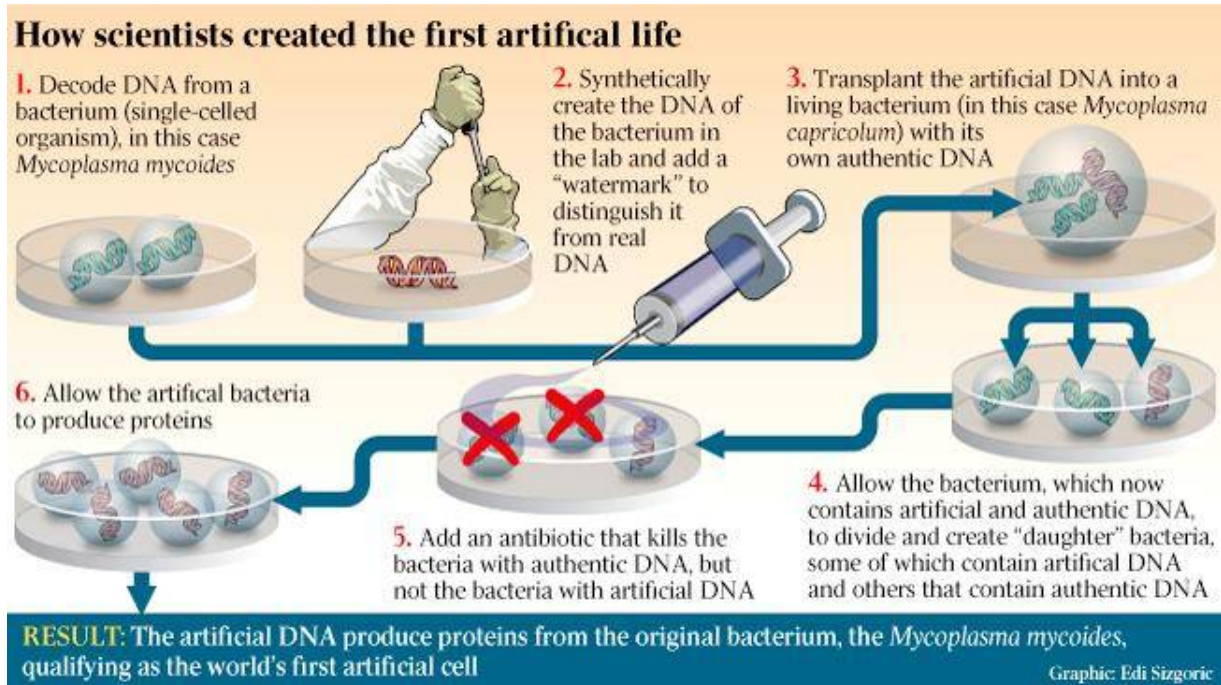 How scientists created the first artifical life
1. Decode DNA from a
bacterium (single-celled
organism), in this case
Mycoplasma mycoides
2. Synthetically
create the DNA of
the bacterium in
the lab and add a
“watermark” to
distinguish it
from real
DNA
3. Transplant the artificial DNA into a
living bacterium (in this case Mycoplasma
capricolum) with its
own authentic DNA
4. Allow the bacterium, which now
contains artificial and authentic DNA,
to divide and create “daughter” bacteria,
some of which contain artifical DNA
and others that contain authentic DNA
5. Add an antibiotic that kills the
bacteria with authentic DNA, but
not the bacteria with artificial DNA
6. Allow the artifical bacteria
to produce proteins
RESULT: The artificial DNA produce proteins from the original bacterium, the Mycoplasma mycoides,
qualifying as the world’s first artificial cell
Graphic: Edi Sizgoric